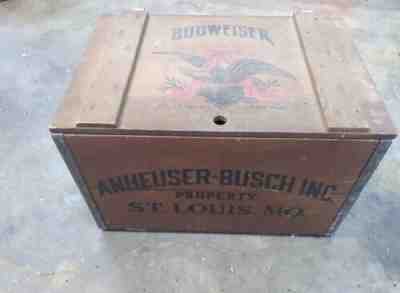 BUDWEISER
ANHEUSER-BUSCH INC.
PROPERTY
ST. LOUIS, MO.